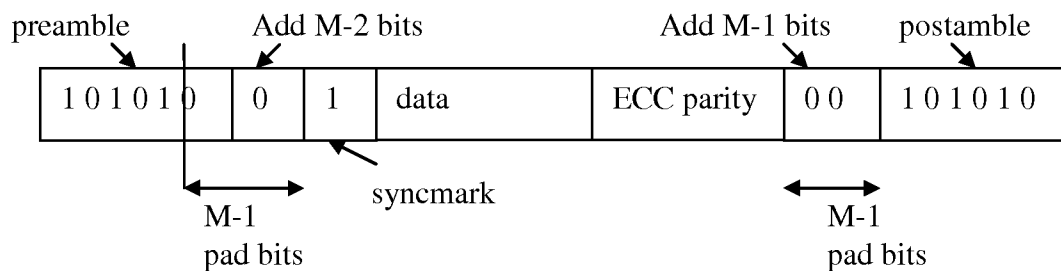 preamble Add M-2 bits Add M-1 bits postamble
1 0 1 0 1 0 0 1 data ECC parity 0 0 1 0 1 0 1 0
syncmark
M-1 M-1
pad bits pad bits